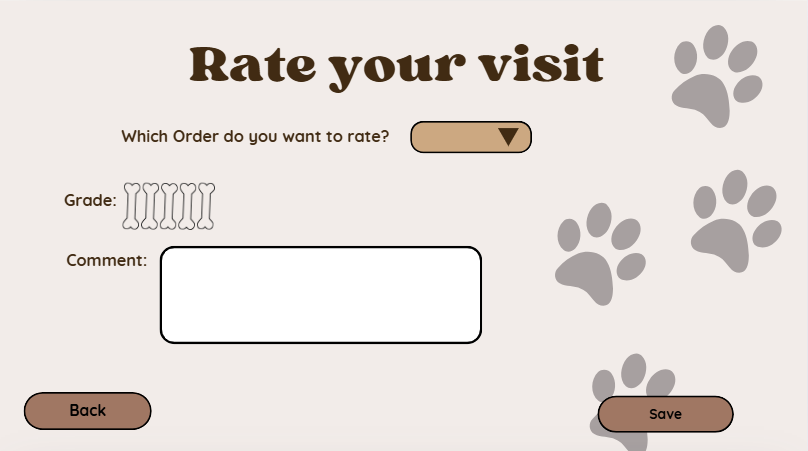 Rate your visit
Which Order do you want to rate?
Grade:
Comment:
Back
Save